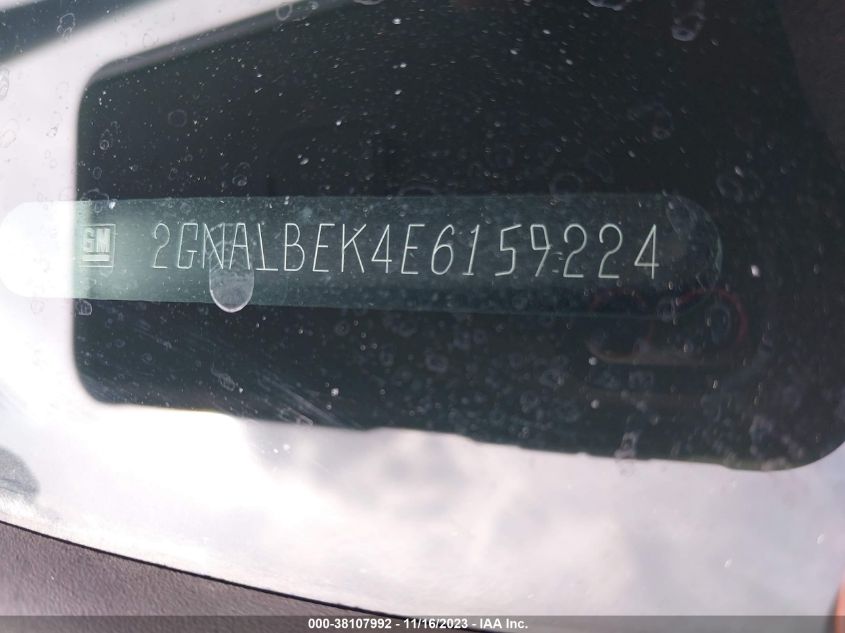 GM 2GNALBEK4E6159224
000-38107992 - 11/16/2023 - IAA Inc.